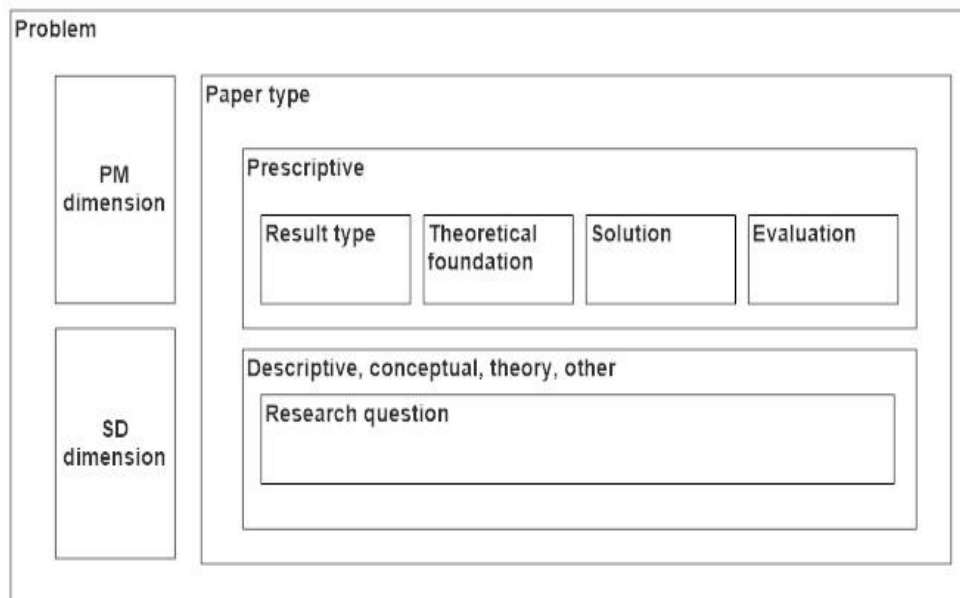 Problem
PM
dimension
SD
dimension
Paper type
Prescriptive
Result type
Theoretical
foundation
Solution
Evaluation
Descriptive, conceptual, theory, other
Research question